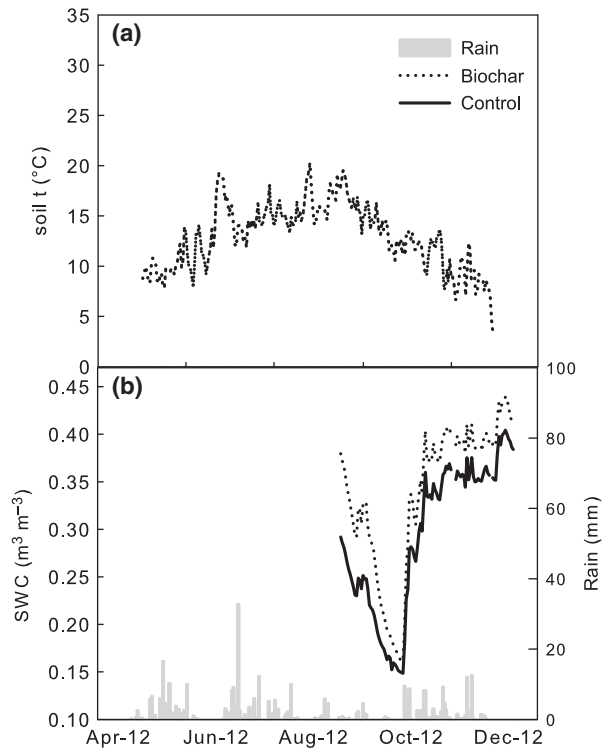 (a)
35
30
25
20
15
10
5
0
soil t (°C)
Rain
Biochar
Control
(b)
0.45
0.40
0.35
0.30
0.25
0.20
0.15
0.10
SWC (m³ m⁻³)
100
80
60
40
20
0
Rain (mm)
Apr-12 Jun-12 Aug-12 Oct-12 Dec-12